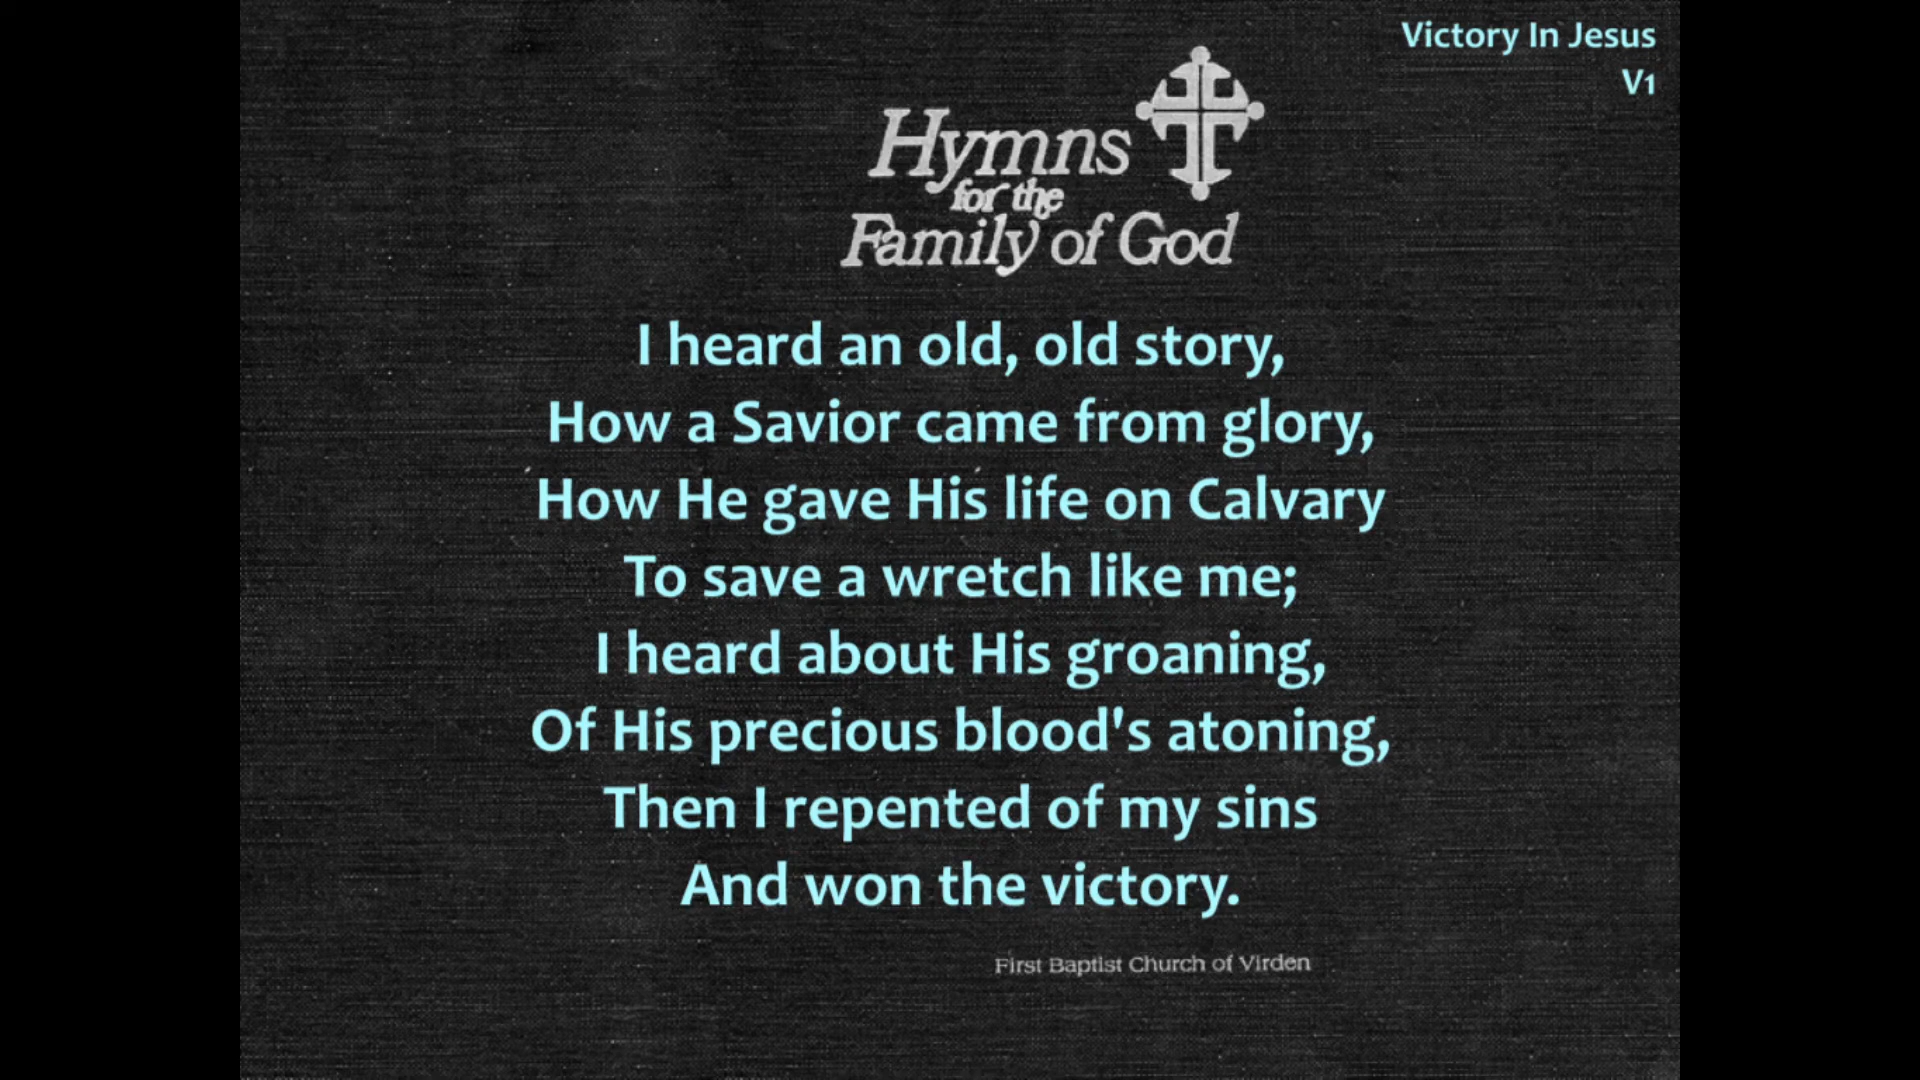 Victory In Jesus
V1
Hymns
for the
Family of God
I heard an old, old story,
How a Savior came from glory,
How He gave His life on Calvary
To save a wretch like me;
I heard about His groaning,
Of His precious blood's atoning,
Then I repented of my sins
And won the victory.
First Baptist Church of Virden